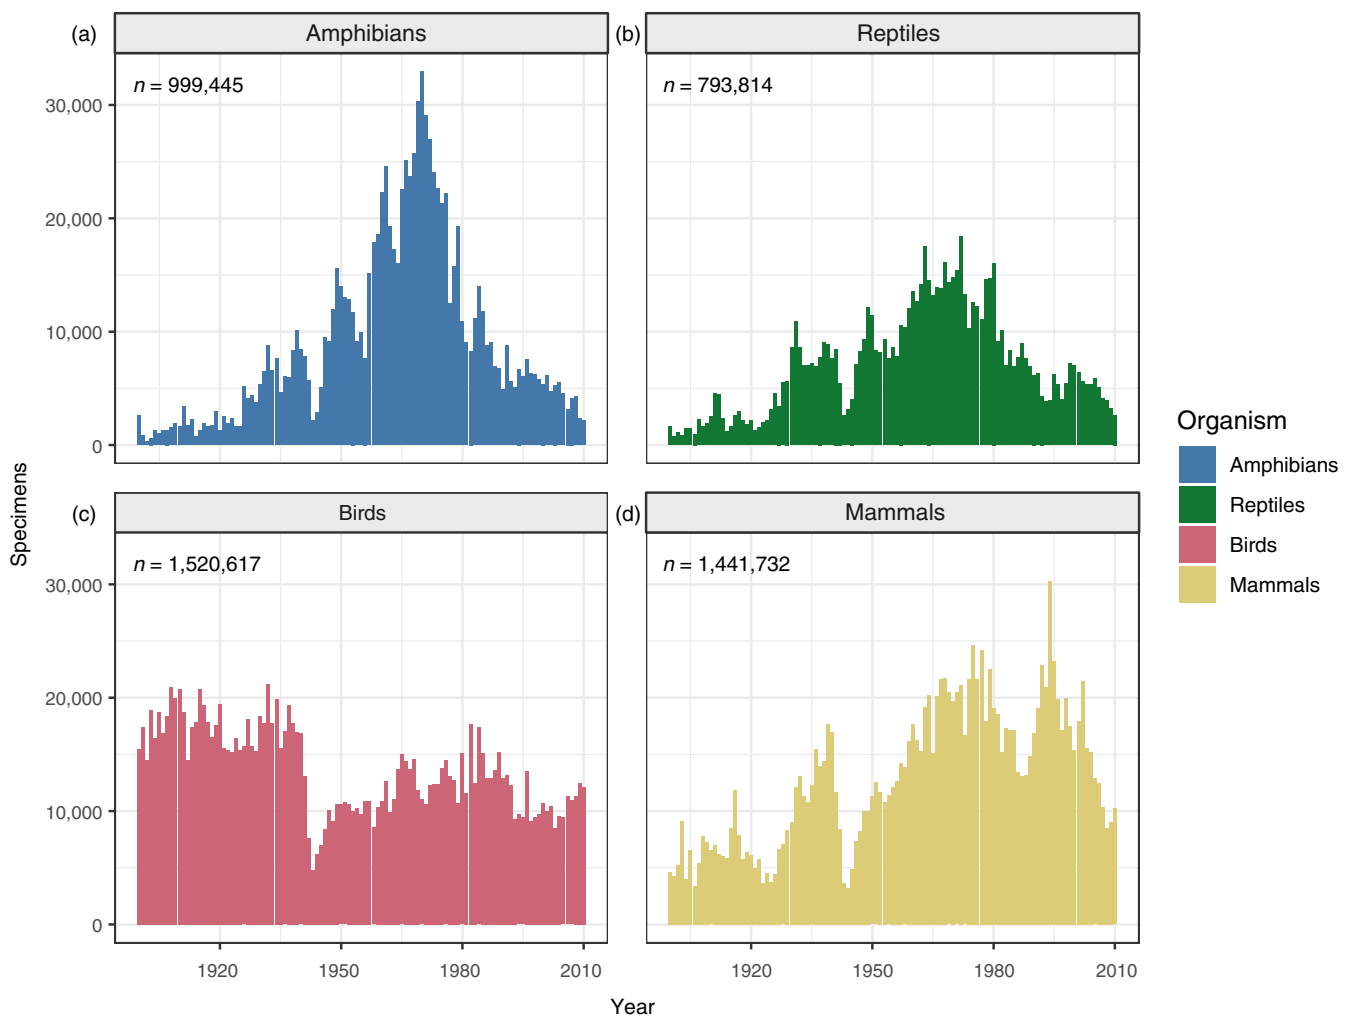 (a) Amphibians
n = 999,445
30,000
20,000
10,000
0
(b) Reptiles
n = 793,814
(c) Birds
n = 1,520,617
30,000
20,000
10,000
0
1920 1950 1980 2010
(d) Mammals
n = 1,441,732
1920 1950 1980 2010
Specimens
Year
Organism
Amphibians
Reptiles
Birds
Mammals